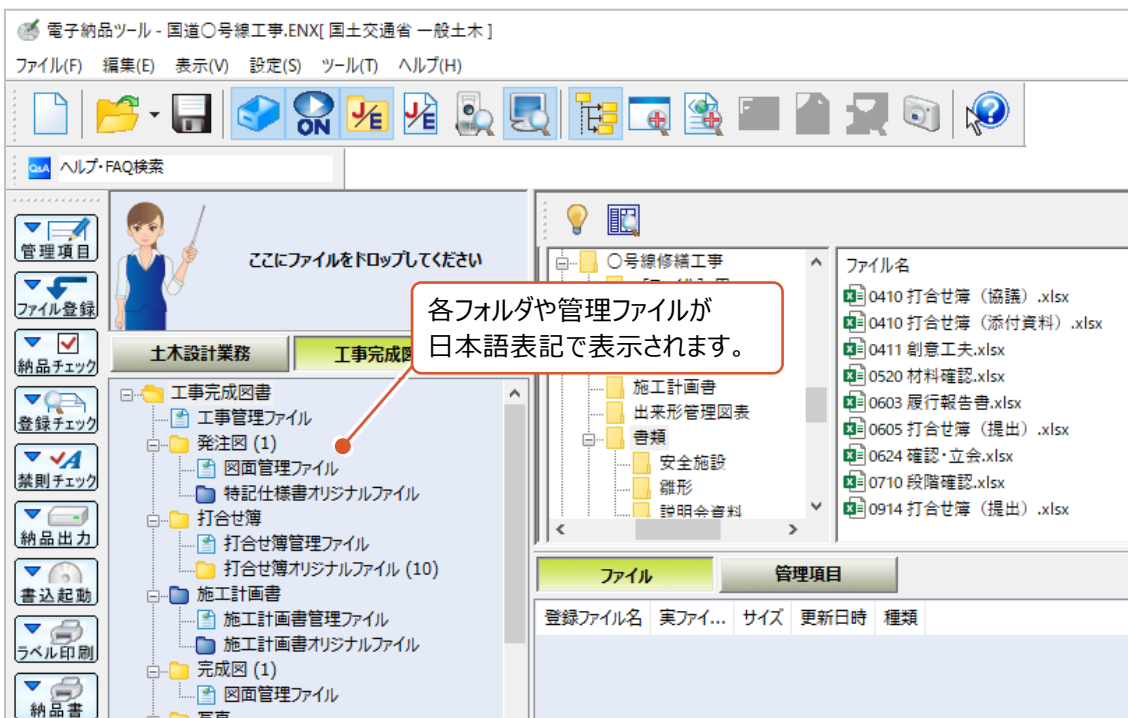 電子納品ツール - 国道〇号線工事.ENX[ 国土交通省 一般土木 ]
ファイル(F) 編集(E) 表示(V) 設定(S) ツール(T) ヘルプ(H)
ON
J/E
J/E
Q&A ヘルプ・FAQ検索
管理項目
ファイル登録
納品チェック
登録チェック
禁則チェック
納品出力
書込起動
ラベル印刷
納品書
ここにファイルをドロップしてください
土木設計業務
工事完成図
工事完成図書
工事管理ファイル
発注図 (1)
図面管理ファイル
特記仕様書オリジナルファイル
打合せ簿
打合せ簿管理ファイル
打合せ簿オリジナルファイル (10)
施工計画書
施工計画書管理ファイル
施工計画書オリジナルファイル
完成図 (1)
図面管理ファイル
写真
各フォルダや管理ファイルが
日本語表記で表示されます。
〇号線修繕工事
施工計画書
出来形管理図表
書類
安全施設
雛形
説明会資料
ファイル名
0410 打合せ簿（協議）.xlsx
0410 打合せ簿（添付資料）.xlsx
0411 創意工夫.xlsx
0520 材料確認.xlsx
0603 履行報告書.xlsx
0605 打合せ簿（提出）.xlsx
0624 確認・立会.xlsx
0710 段階確認.xlsx
0914 打合せ簿（提出）.xlsx
ファイル
管理項目
登録ファイル名 実ファイ... サイズ 更新日時 種類